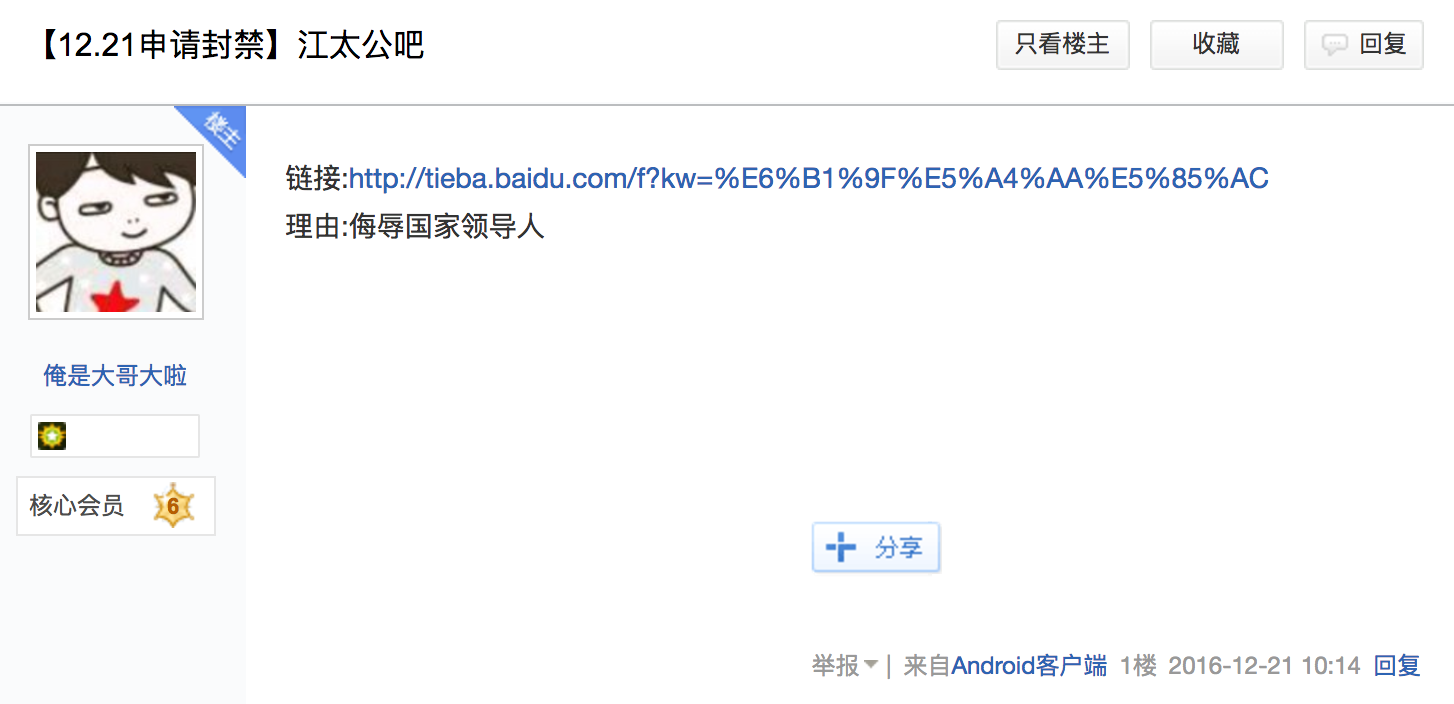 【12.21申请封禁】江太公吧
只看楼主
收藏
回复
楼主
链接:http://tieba.baidu.com/f?kw=%E6%B1%9F%E5%A4%AA%E5%85%AC
理由:侮辱国家领导人
俺是大哥大啦
核心会员 6
分享
举报 | 来自Android客户端 1楼 2016-12-21 10:14 回复